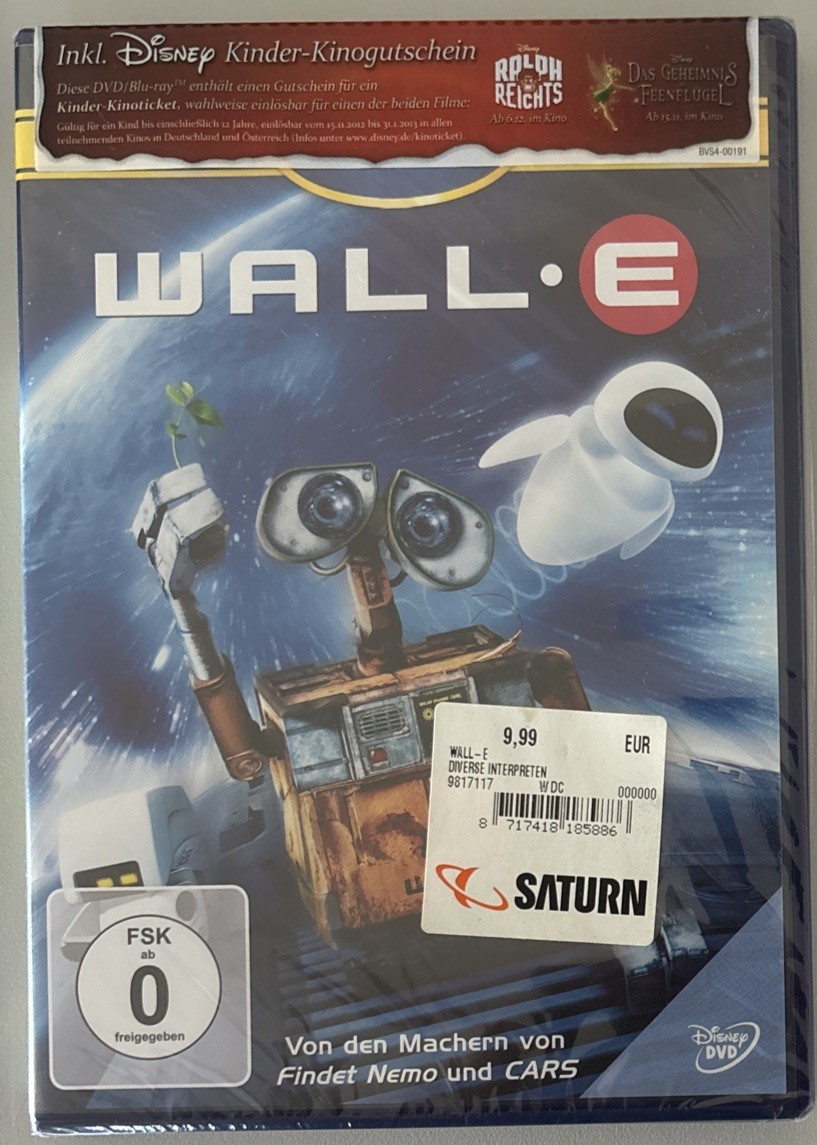 Inkl. Disney Kinder-Kinogutschein
Diese DVD/Blu-ray™ enthält einen Gutschein für ein
Kinder-Kinoticket, wahlweise einlösbar für einen der beiden Filme:
Gültig für ein Kind bis einschließlich 12 Jahre, einlösbar vom 15.11.2012 bis 31.1.2013 in allen
teilnehmenden Kinos in Deutschland und Österreich (Infos unter www.disney.de/kinoticket).
Disney
RALPH
REICHTS
Ab 6.12. im Kino
Disney
DAS GEHEIMNIS
FEENFLÜGEL
Ab 15.11. im Kino
BVS4-00191
WALL·E
9,99 EUR
WALL-E
DIVERSE INTERPRETEN
9817117 WDC 000000
8 717418 185886
SATURN
FSK
ab
0
freigegeben
Von den Machern von
Findet Nemo und CARS
Disney
DVD